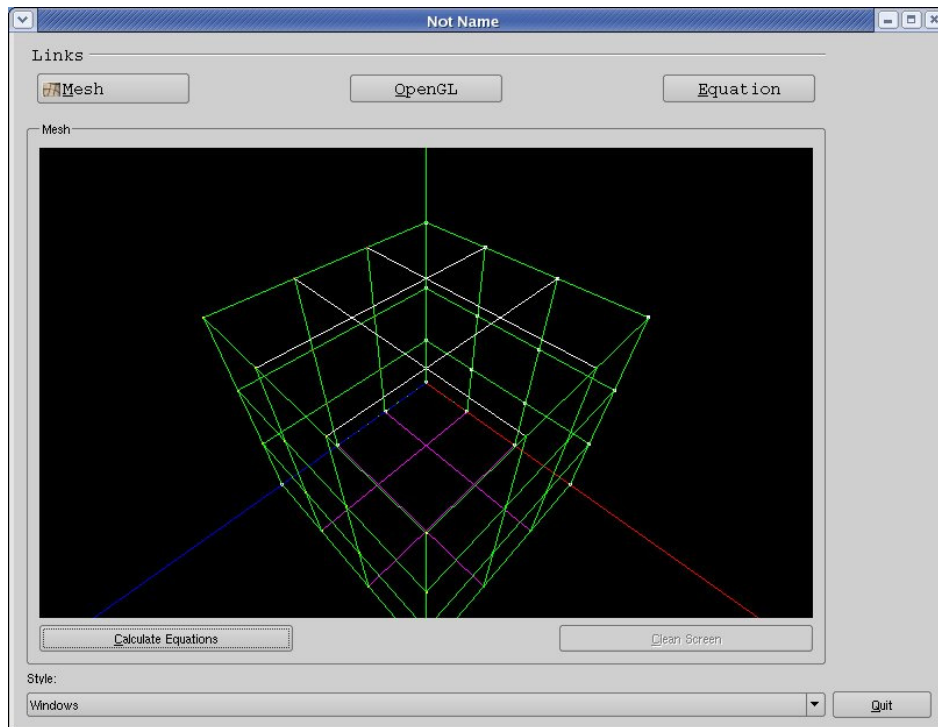 Not Name
Links
Mesh
OpenGL
Equation
Mesh
Calculate Equations
Clean Screen
Style:
Windows
Quit